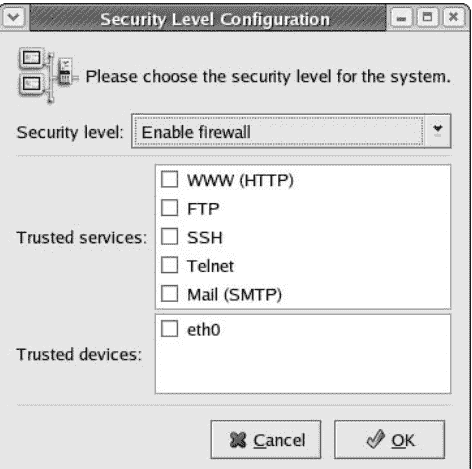 Security Level Configuration
Please choose the security level for the system.
Security level: Enable firewall
WWW (HTTP)
FTP
Trusted services: SSH
Telnet
Mail (SMTP)
eth0
Trusted devices:
Cancel OK